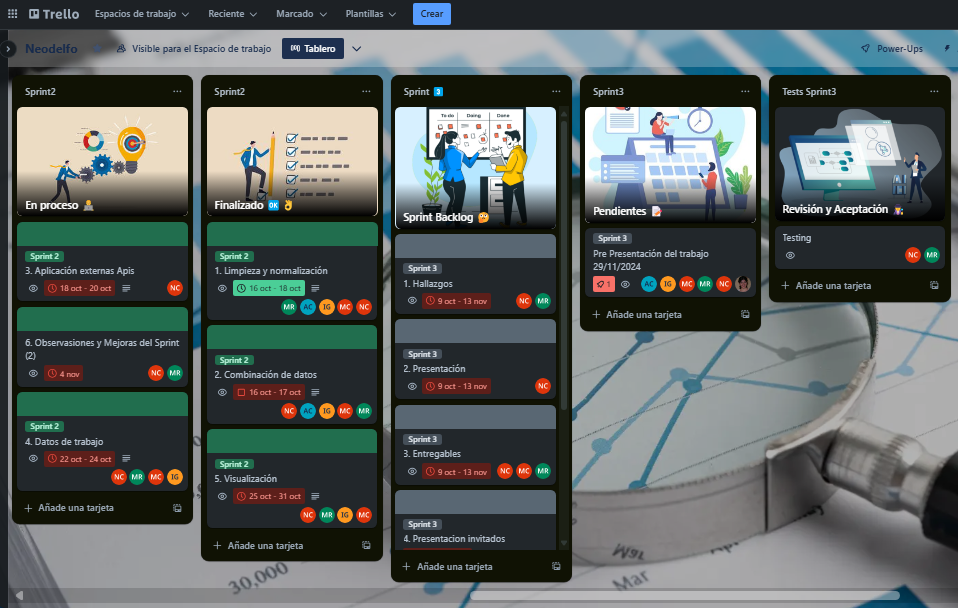 Trello
Espacios de trabajo
Reciente
Marcado
Plantillas
Crear
Neodelfo
Visible para el Espacio de trabajo
Tablero
Power-Ups
Sprint2
En proceso
Sprint 2
3. Aplicación externas Apis
18 oct - 20 oct
NC
6. Observaciones y Mejoras del Sprint
(2)
4 nov
NC MR
Sprint 2
4. Datos de trabajo
22 oct - 24 oct
NC MR MC IG
+ Añade una tarjeta
Sprint2
Finalizado OK
Sprint 2
1. Limpieza y normalización
16 oct - 18 oct
MR AC IG MC NC
Sprint 2
2. Combinación de datos
16 oct - 17 oct
NC AC IG MC MR
Sprint 2
5. Visualización
25 oct - 31 oct
NC MR IG MC
+ Añade una tarjeta
Sprint 3
To do Doing Done
Sprint Backlog
Sprint 3
1. Hallazgos
9 oct - 13 nov
NC MR
Sprint 3
2. Presentación
9 oct - 13 nov
NC
Sprint 3
3. Entregables
9 oct - 13 nov
NC MC MR
Sprint 3
4. Presentacion invitados
+ Añade una tarjeta
Sprint3
Pendientes
Sprint 3
Pre Presentación del trabajo
29/11/2024
1
AC IG MC MR NC
+ Añade una tarjeta
Tests Sprint3
Revisión y Aceptación
Testing
NC MR
+ Añade una tarjeta
30,000
Mar
Mar